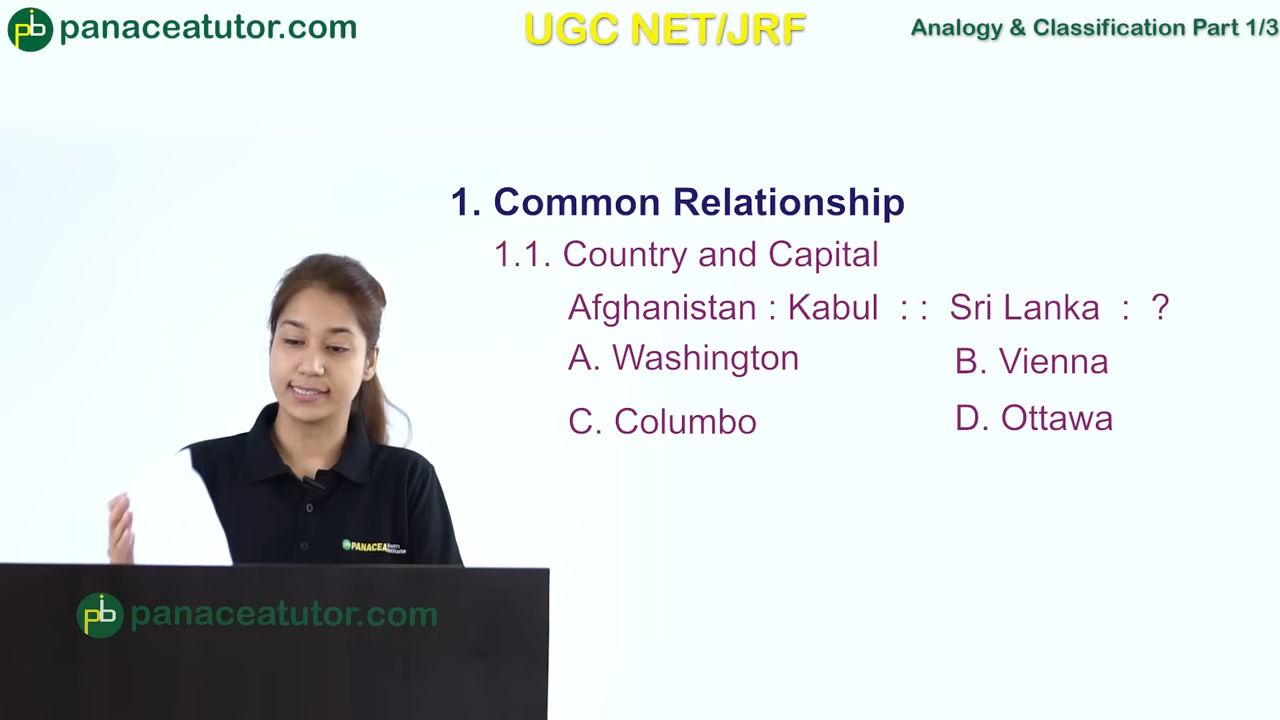 panaceatutor.com
UGC NET/JRF
Analogy & Classification Part 1/3
1. Common Relationship
1.1. Country and Capital
Afghanistan : Kabul : : Sri Lanka : ?
A. Washington
B. Vienna
C. Columbo
D. Ottawa
PANACEA
pb panaceatutor.com